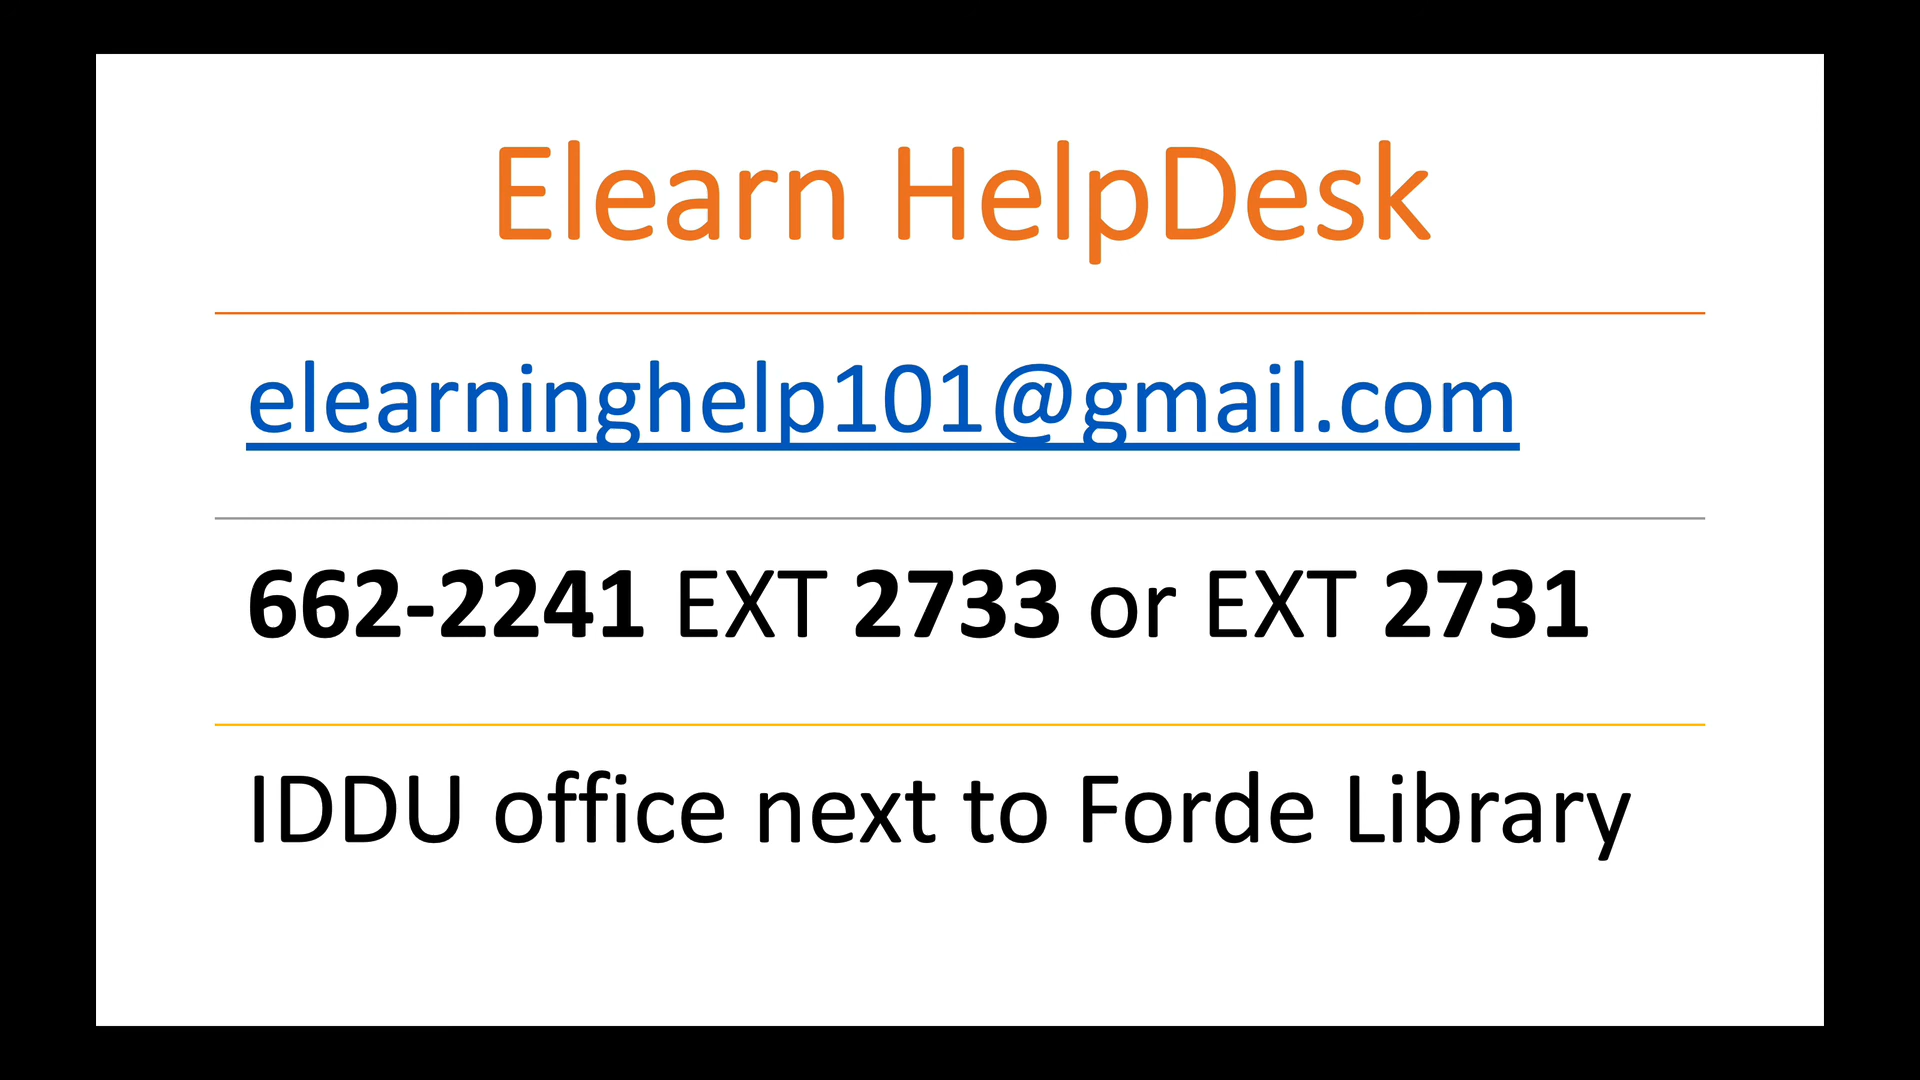 Elearn HelpDesk
elearninghelp101@gmail.com
662-2241 EXT 2733 or EXT 2731
IDDU office next to Forde Library